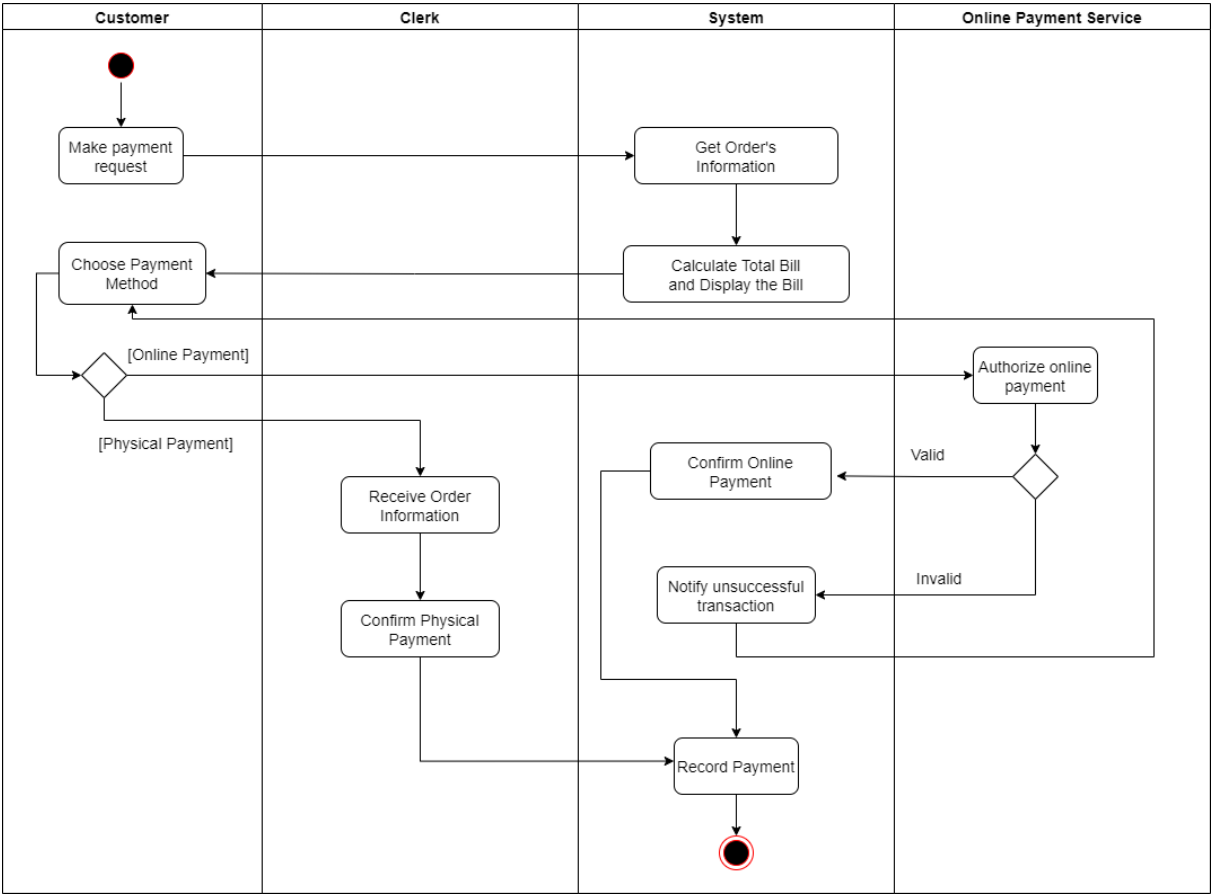 Customer
Clerk
System
Online Payment Service
Make payment
request
Get Order's
Information
Choose Payment
Method
Calculate Total Bill
and Display the Bill
[Online Payment]
Authorize online
payment
[Physical Payment]
Confirm Online
Payment
Valid
Receive Order
Information
Notify unsuccessful
transaction
Invalid
Confirm Physical
Payment
Record Payment